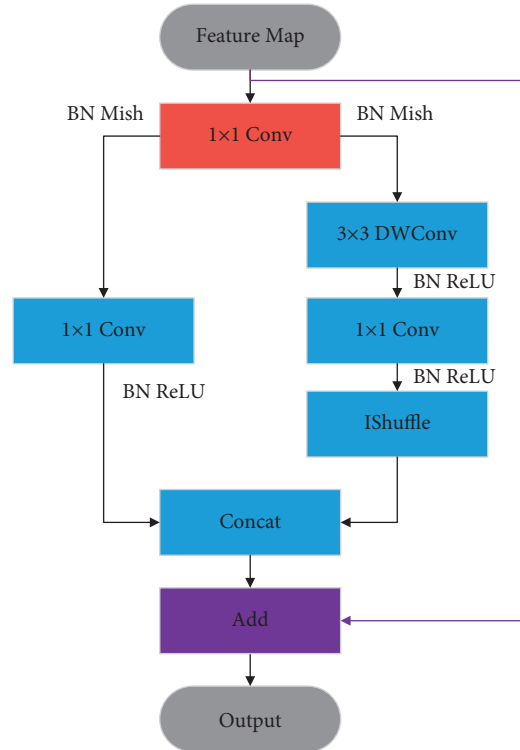 Feature Map
BN Mish
BN Mish
1×1 Conv
3×3 DWConv
BN ReLU
1×1 Conv
1×1 Conv
BN ReLU
BN ReLU
IShuffle
Concat
Add
Output